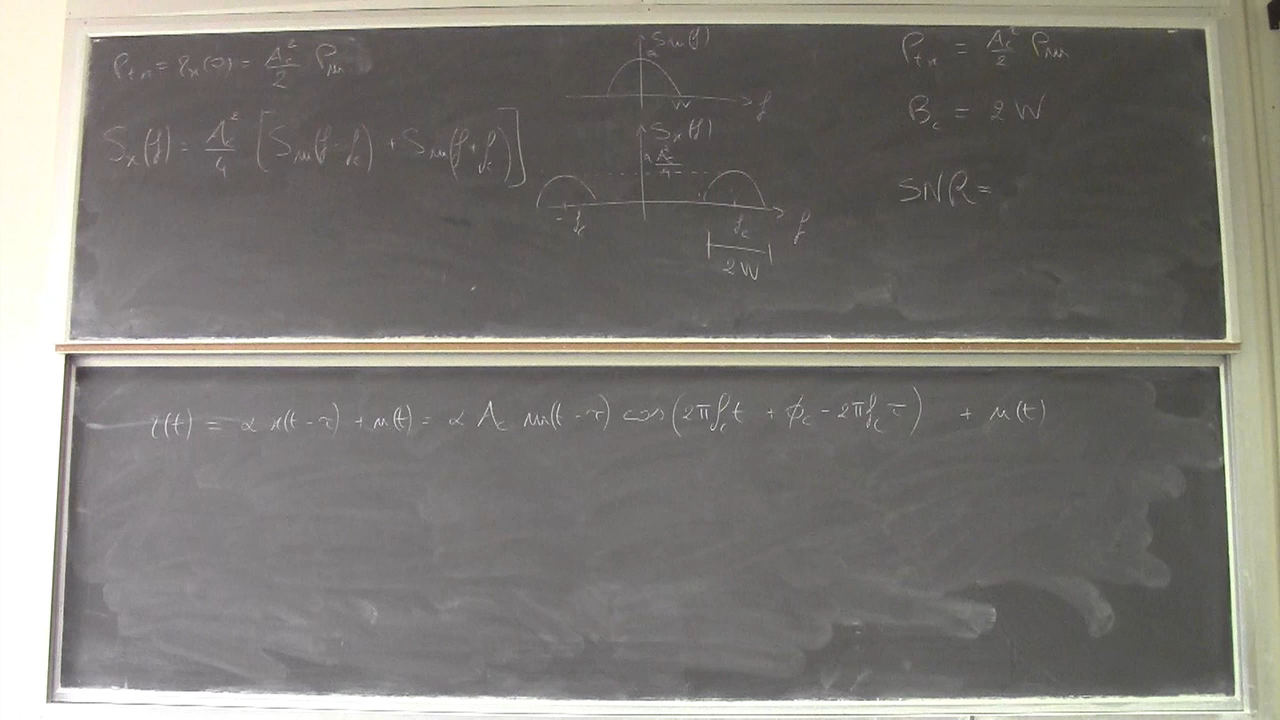 P_tx = r_x(0) = A_c²/2 P_m
S_x(f) = A_c²/4 [S_m(f - f_c) + S_m(f + f_c)]
S_m(f)
a
W
f
S_x(f)
a A_c²/4
- f_c
f_c
f
2W
P_tx = A_c²/2 P_m
B_c = 2W
SNR =
r(t) = α x(t - τ) + n(t) = α A_c m(t - τ) cos(2πf_c t + φ_c - 2πf_c τ) + n(t)